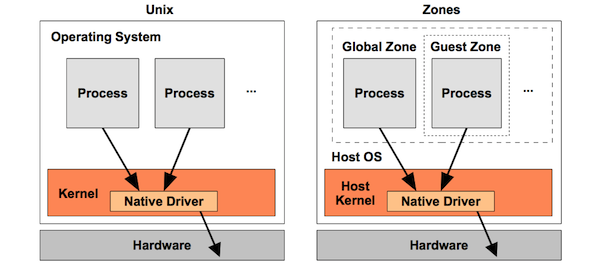 Unix
Operating System
Process
Process
...
Kernel
Native Driver
Hardware
Zones
Global Zone
Guest Zone
Process
Process
...
Host OS
Host
Kernel
Native Driver
Hardware